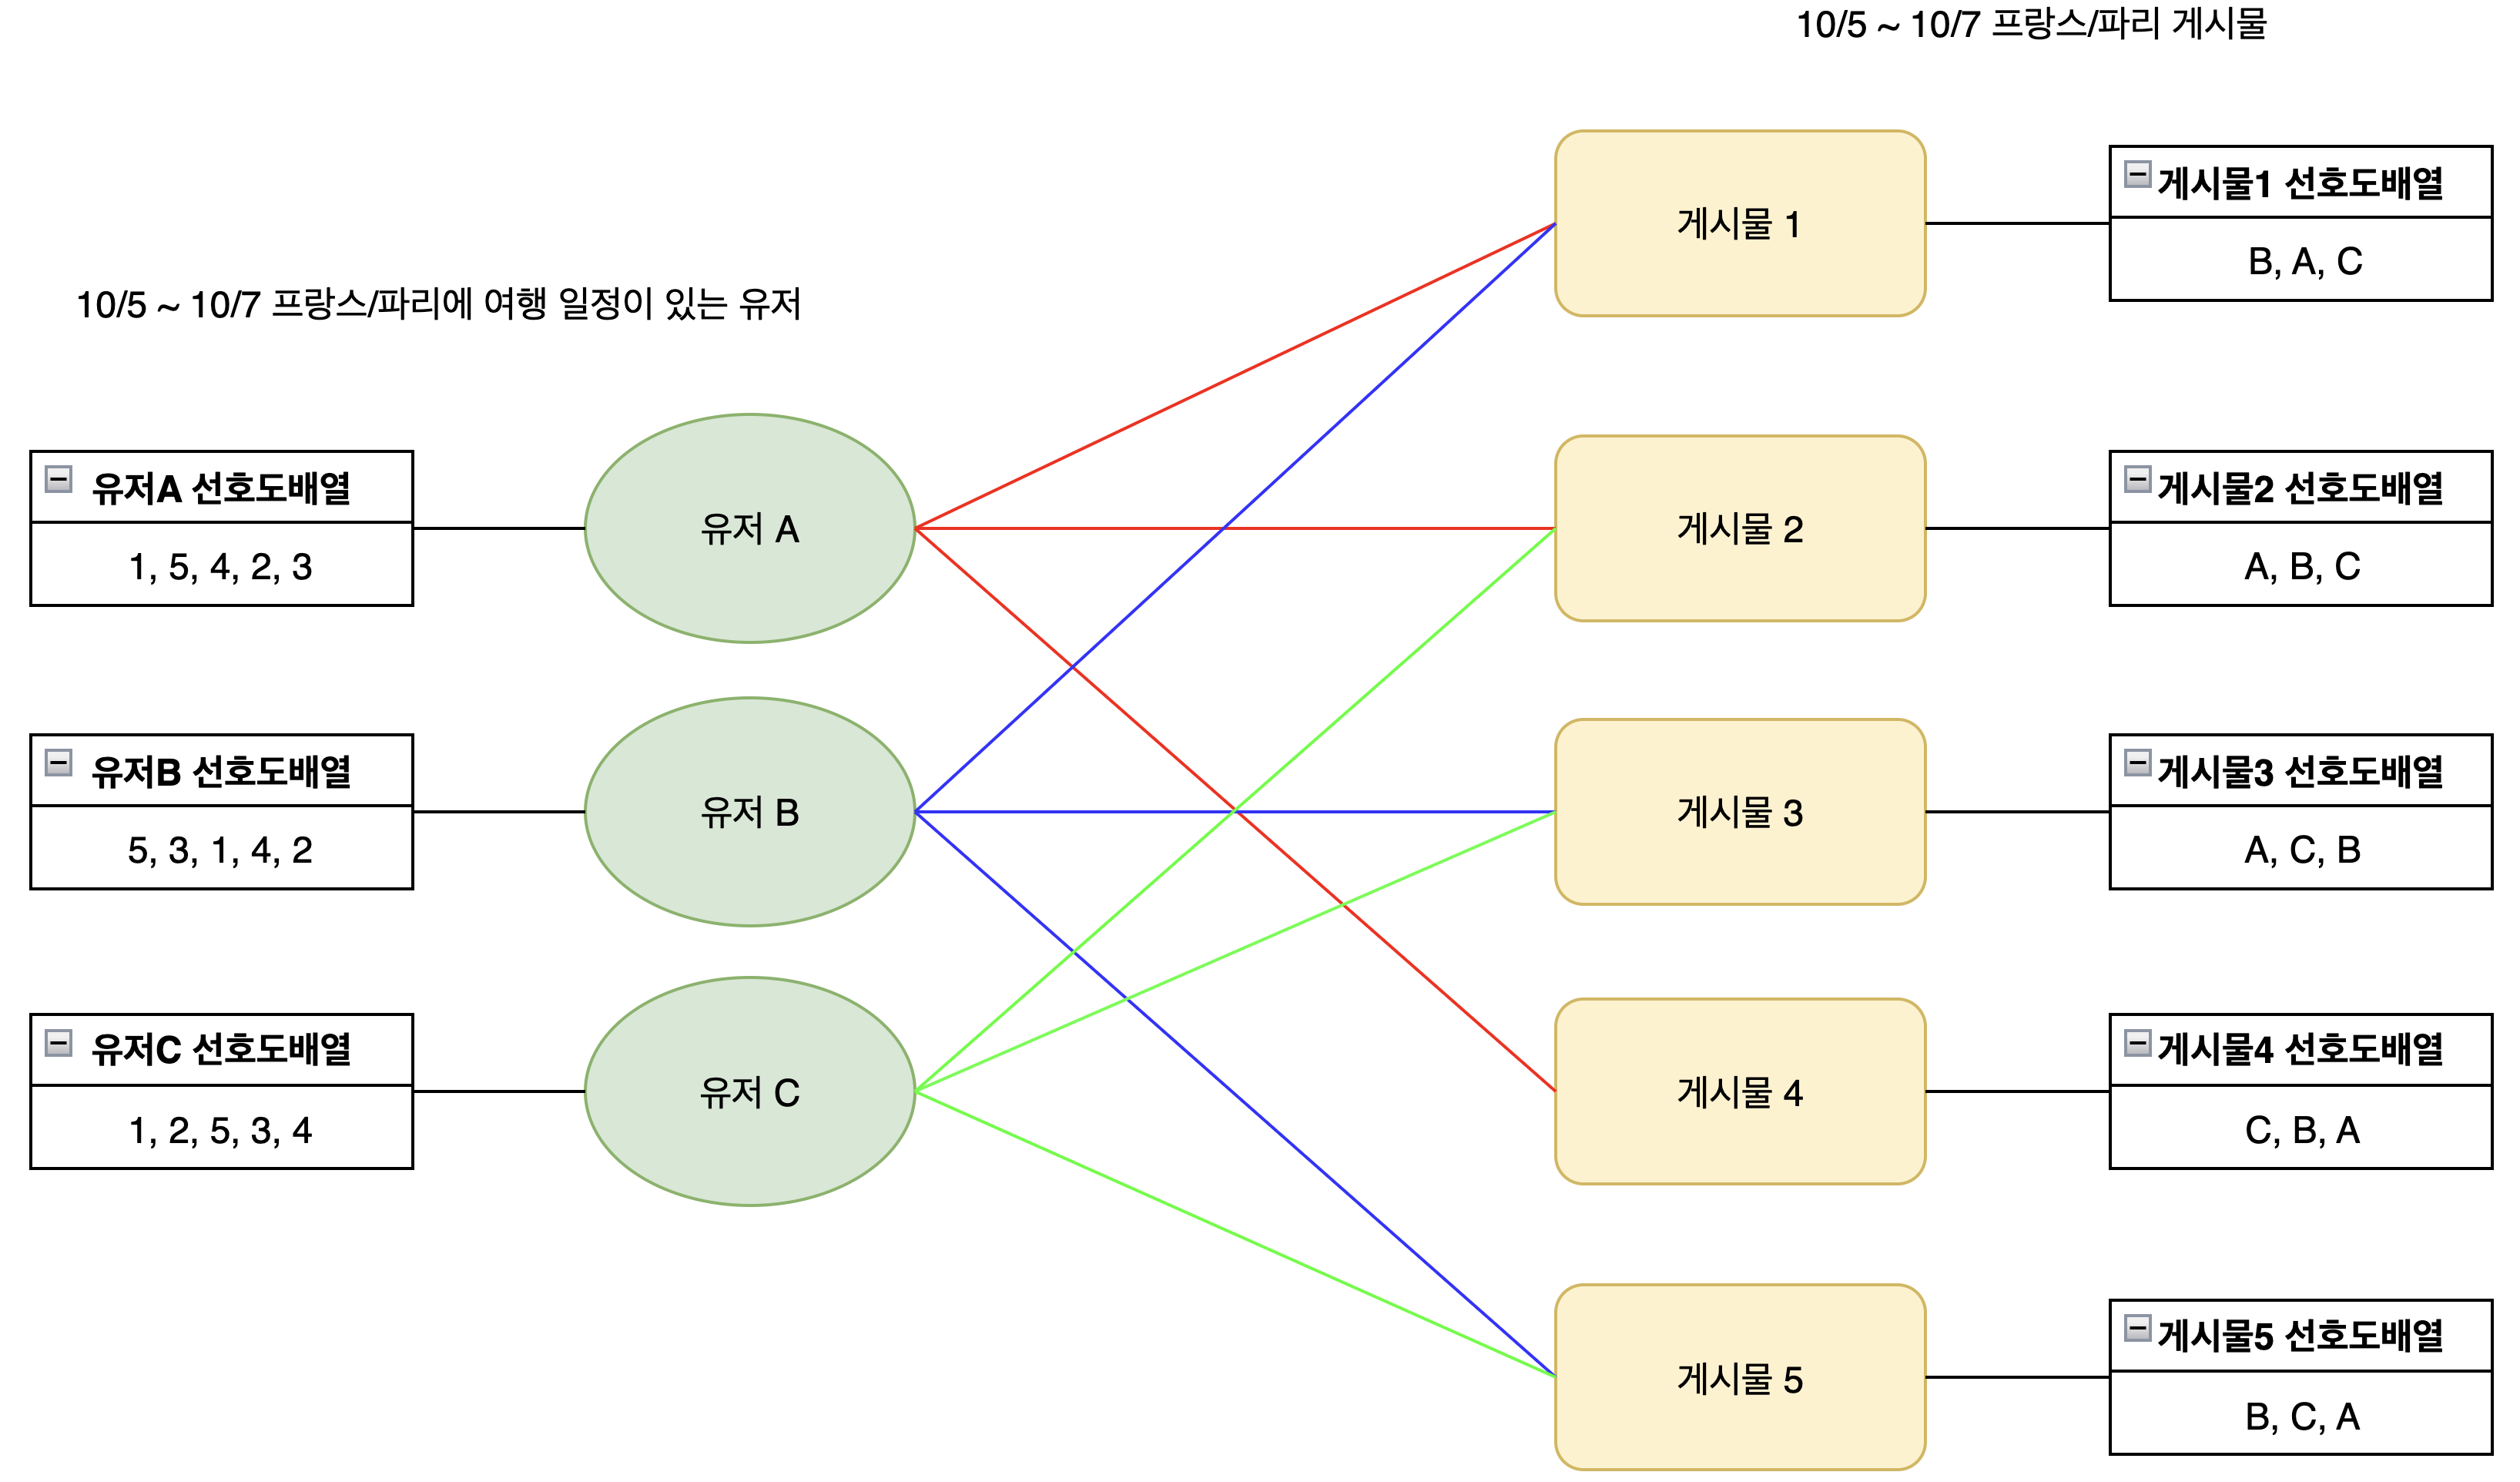 10/5 ~ 10/7 프랑스/파리 게시물
10/5 ~ 10/7 프랑스/파리에 여행 일정이 있는 유저
유저A 선호도배열
1, 5, 4, 2, 3
유저B 선호도배열
5, 3, 1, 4, 2
유저C 선호도배열
1, 2, 5, 3, 4
유저 A
유저 B
유저 C
게시물 1
게시물 2
게시물 3
게시물 4
게시물 5
게시물1 선호도배열
B, A, C
게시물2 선호도배열
A, B, C
게시물3 선호도배열
A, C, B
게시물4 선호도배열
C, B, A
게시물5 선호도배열
B, C, A